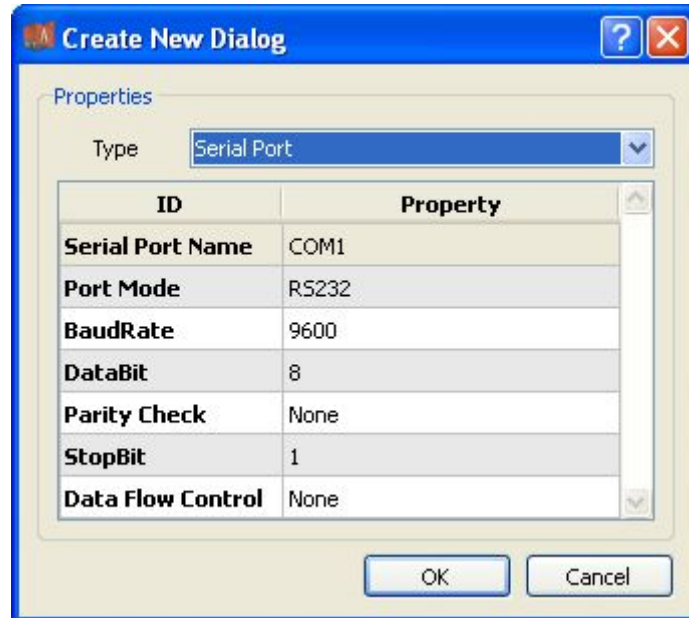 Create New Dialog
Properties
Type Serial Port
ID Property
Serial Port Name COM1
Port Mode RS232
BaudRate 9600
DataBit 8
Parity Check None
StopBit 1
Data Flow Control None
OK Cancel